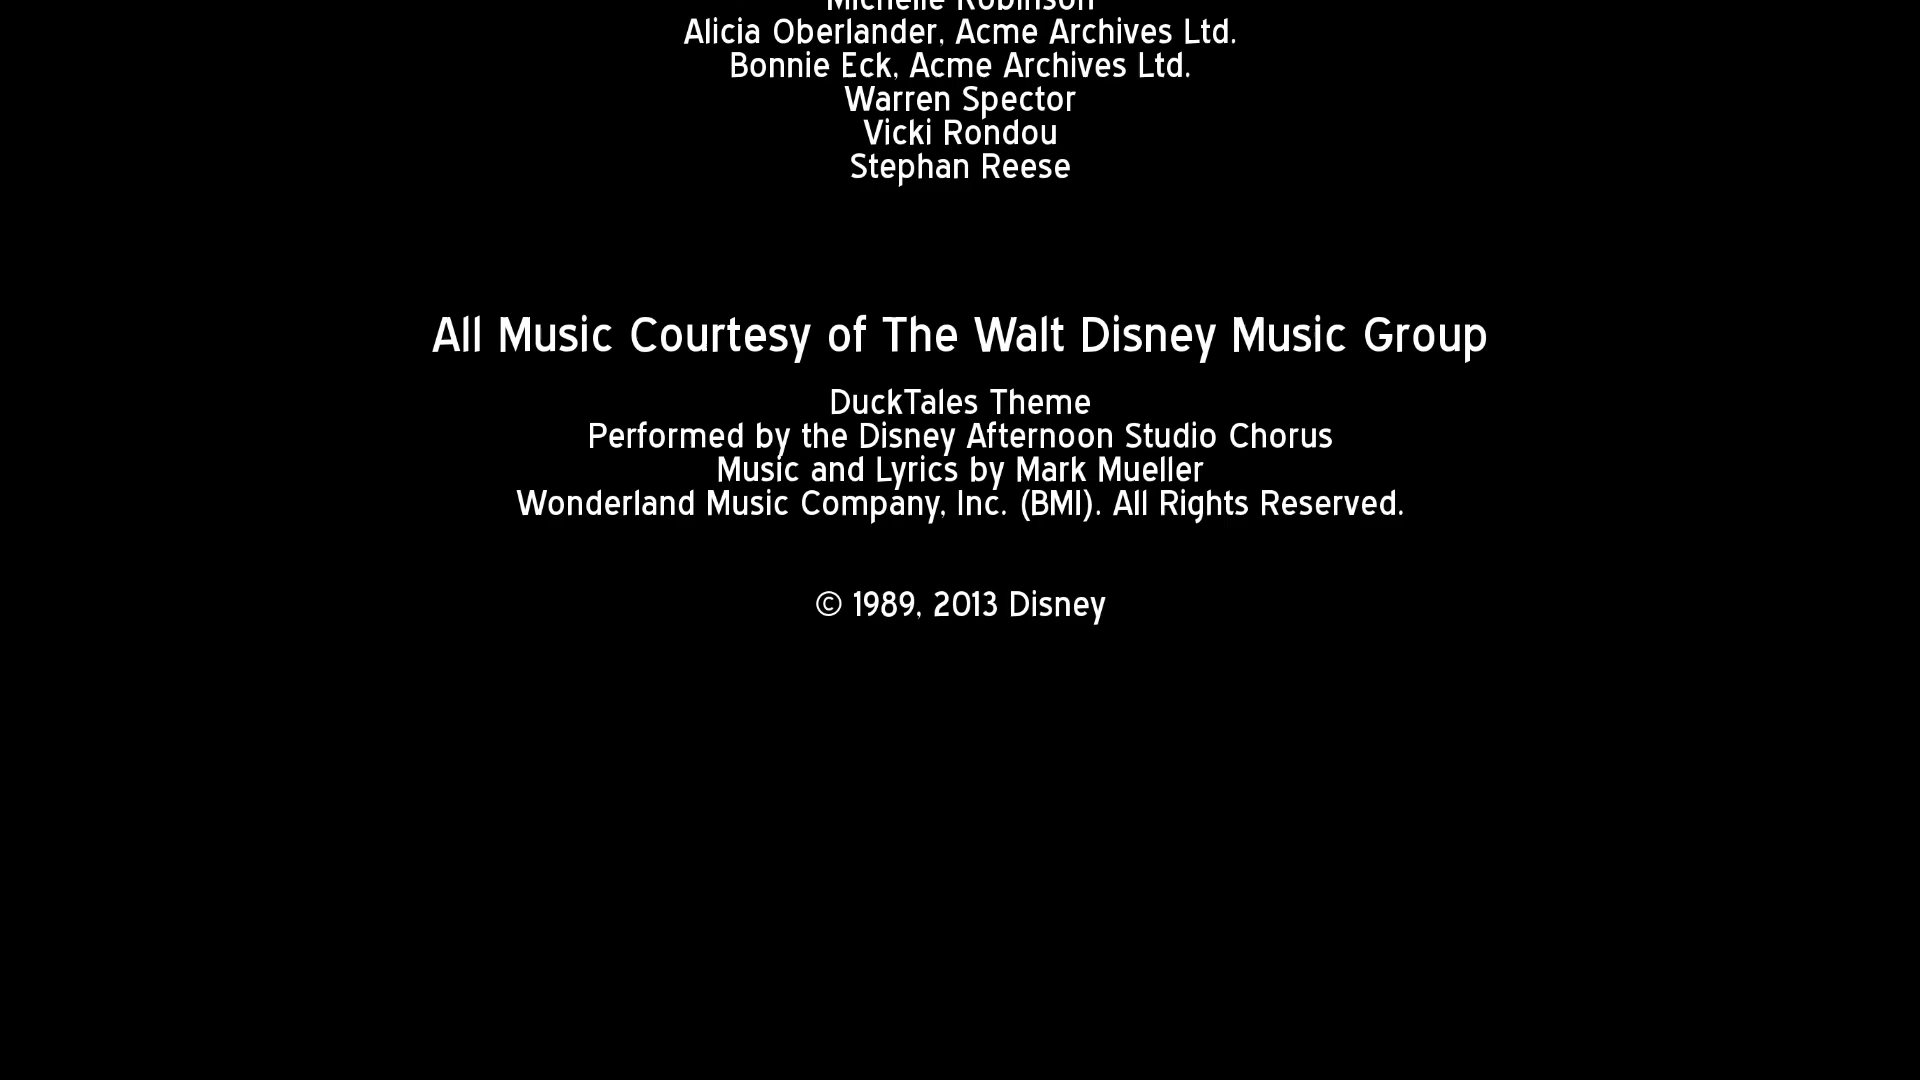 Michelle Robinson
Alicia Oberlander, Acme Archives Ltd.
Bonnie Eck, Acme Archives Ltd.
Warren Spector
Vicki Rondou
Stephan Reese
All Music Courtesy of The Walt Disney Music Group
DuckTales Theme
Performed by the Disney Afternoon Studio Chorus
Music and Lyrics by Mark Mueller
Wonderland Music Company, Inc. (BMI). All Rights Reserved.
© 1989, 2013 Disney